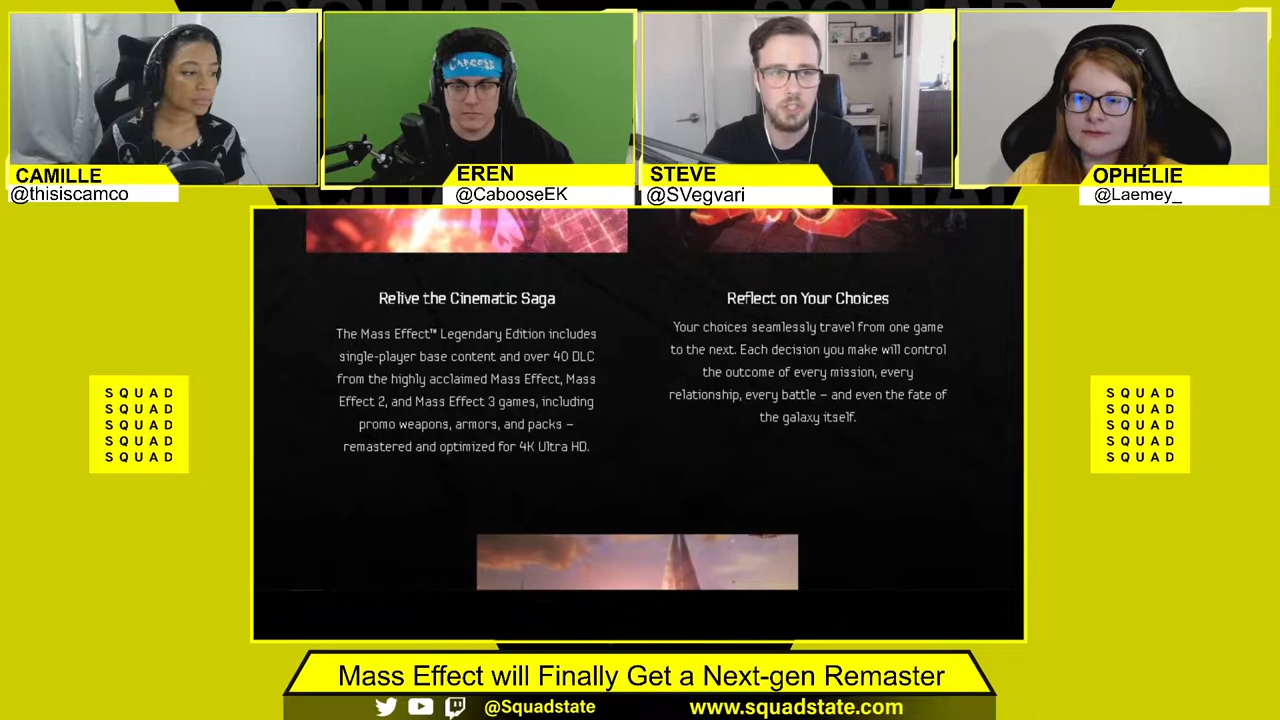 CAMILLE
@thisiscamco
EREN
@CabooseEK
STEVE
@SVegvari
OPHÉLIE
@Laemey_
Relive the Cinematic Saga
The Mass Effect™ Legendary Edition includes
single-player base content and over 40 DLC
from the highly acclaimed Mass Effect, Mass
Effect 2, and Mass Effect 3 games, including
promo weapons, armors, and packs –
remastered and optimized for 4K Ultra HD.
Reflect on Your Choices
Your choices seamlessly travel from one game
to the next. Each decision you make will control
the outcome of every mission, every
relationship, every battle – and even the fate of
the galaxy itself.
SQUAD
SQUAD
SQUAD
SQUAD
SQUAD
SQUAD
SQUAD
SQUAD
SQUAD
SQUAD
Mass Effect will Finally Get a Next-gen Remaster
@Squadstate
www.squadstate.com